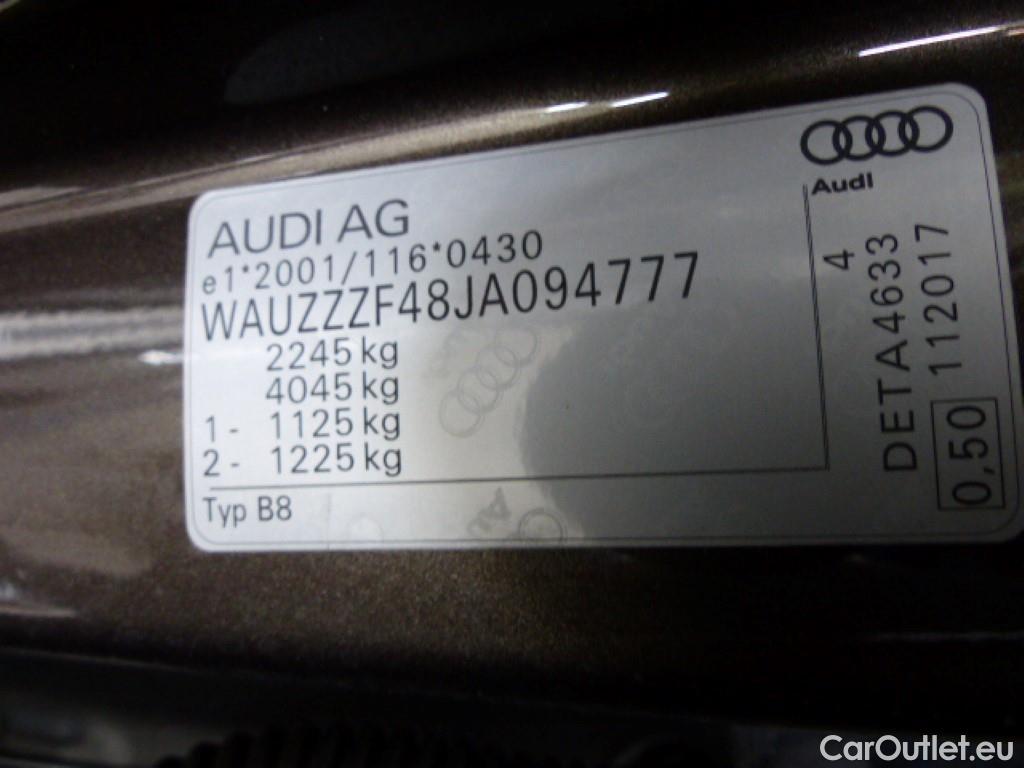 AUDI AG
e1*2001/116*0430
WAUZZZF48JA094777
2245 kg
4045 kg
1 - 1125 kg
2 - 1225 kg
Typ B8
Audi
4
DETA4633
112017
0,50
CarOutlet.eu